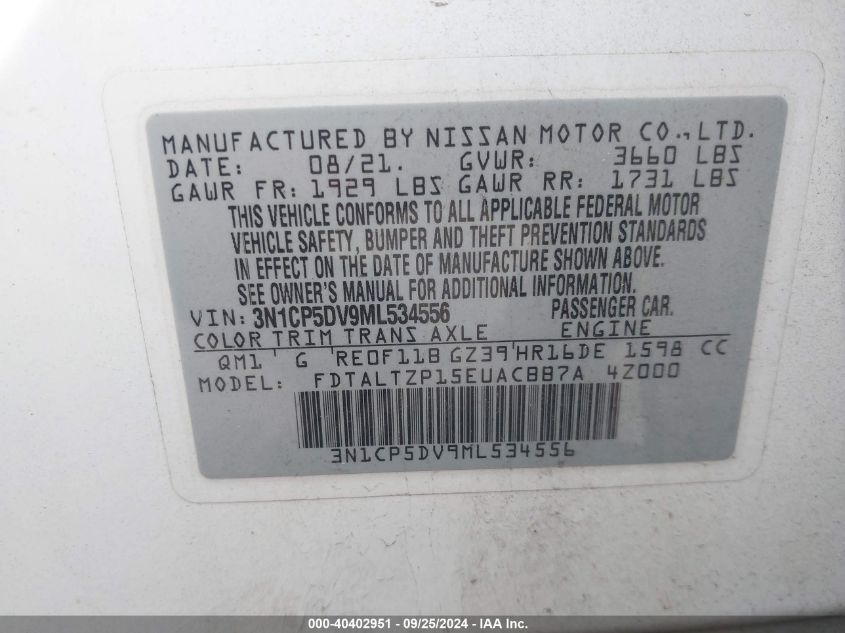 MANUFACTURED BY NISSAN MOTOR CO., LTD.
DATE: 08/21. GVWR: 3660 LBS
GAWR FR: 1929 LBS GAWR RR: 1731 LBS
THIS VEHICLE CONFORMS TO ALL APPLICABLE FEDERAL MOTOR
VEHICLE SAFETY, BUMPER AND THEFT PREVENTION STANDARDS
IN EFFECT ON THE DATE OF MANUFACTURE SHOWN ABOVE.
SEE OWNER'S MANUAL FOR ADDITIONAL INFORMATION.
VIN: 3N1CP5DV9ML534556 PASSENGER CAR.
COLOR TRIM TRANS AXLE ENGINE
QM1 G RE0F11B GZ39 HR16DE 1598 CC
MODEL: FDTALTZP15EUACBB7A 4Z000
3N1CP5DV9ML534556
000-40402951 - 09/25/2024 - IAA Inc.